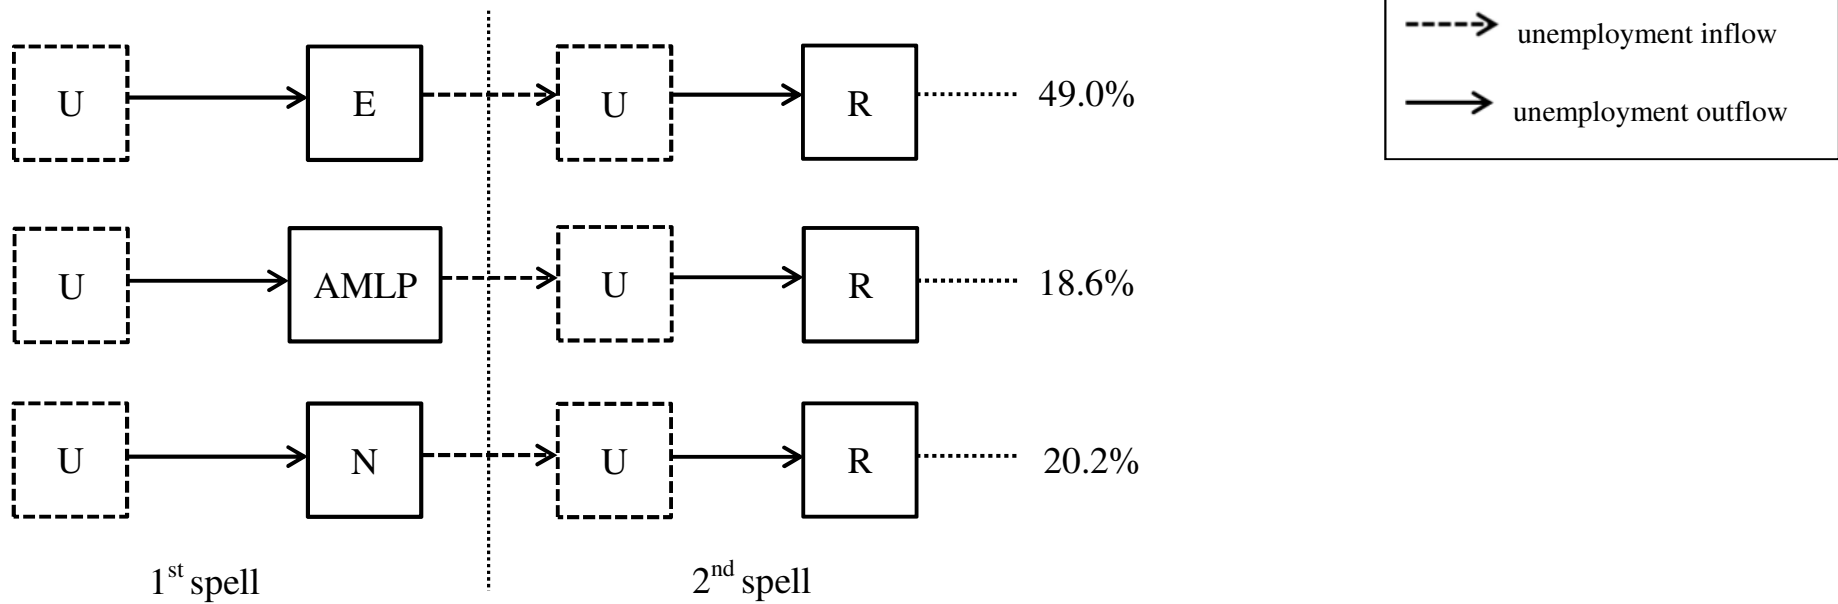 unemployment inflow
unemployment outflow
U E U R 49.0%
U AMLP U R 18.6%
U N U R 20.2%
1st spell 2nd spell